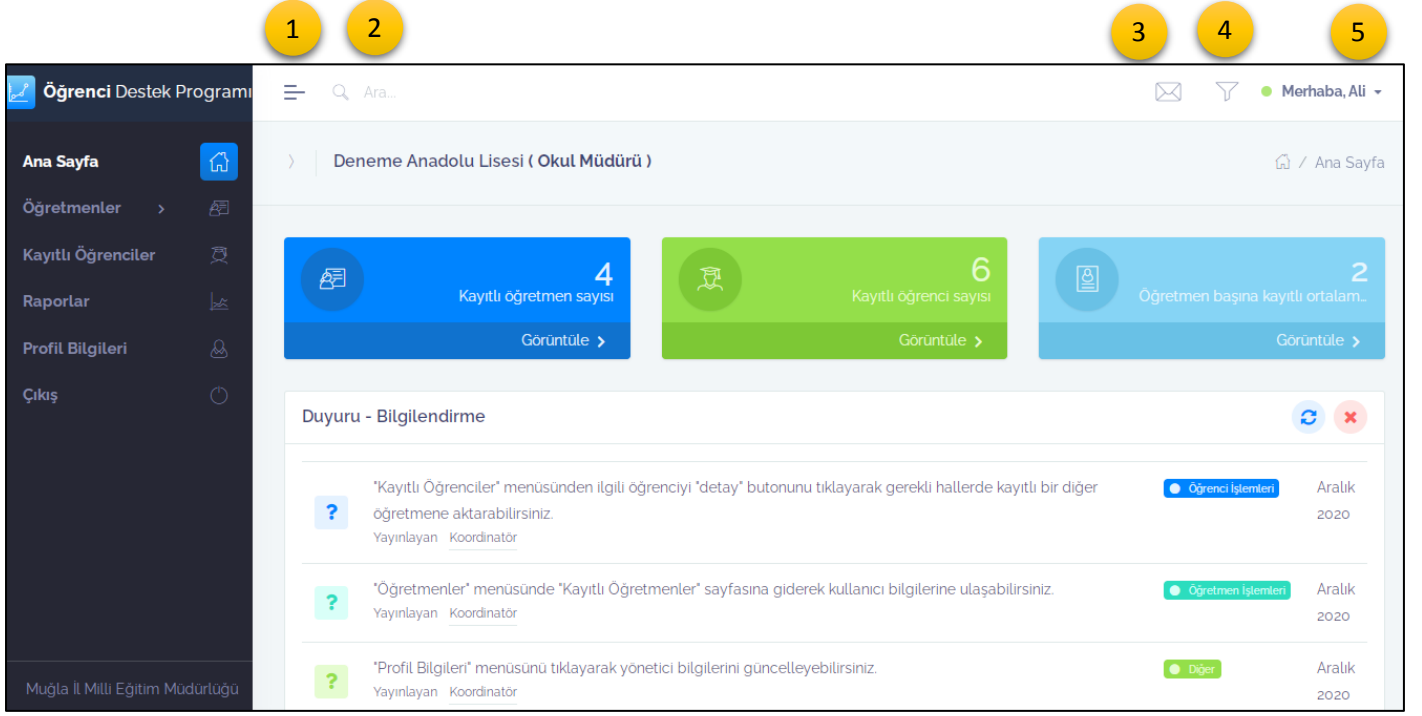 1 2 3 4 5
Öğrenci Destek Programı
Ara...
Merhaba, Ali
Ana Sayfa
Öğretmenler
Kayıtlı Öğrenciler
Raporlar
Profil Bilgileri
Çıkış
Muğla İl Milli Eğitim Müdürlüğü
Deneme Anadolu Lisesi ( Okul Müdürü )
/ Ana Sayfa
4
Kayıtlı öğretmen sayısı
Görüntüle >
6
Kayıtlı öğrenci sayısı
Görüntüle >
2
Öğretmen başına kayıtlı ortalam...
Görüntüle >
Duyuru - Bilgilendirme
?
"Kayıtlı Öğrenciler" menüsünden ilgili öğrenciyi "detay" butonunu tıklayarak gerekli hallerde kayıtlı bir diğer
öğretmene aktarabilirsiniz.
Yayınlayan Koordinatör
Öğrenci İşlemleri
Aralık
2020
?
"Öğretmenler" menüsünde "Kayıtlı Öğretmenler" sayfasına giderek kullanıcı bilgilerine ulaşabilirsiniz.
Yayınlayan Koordinatör
Öğretmen İşlemleri
Aralık
2020
?
"Profil Bilgileri" menüsünü tıklayarak yönetici bilgilerini güncelleyebilirsiniz.
Yayınlayan Koordinatör
Diğer
Aralık
2020